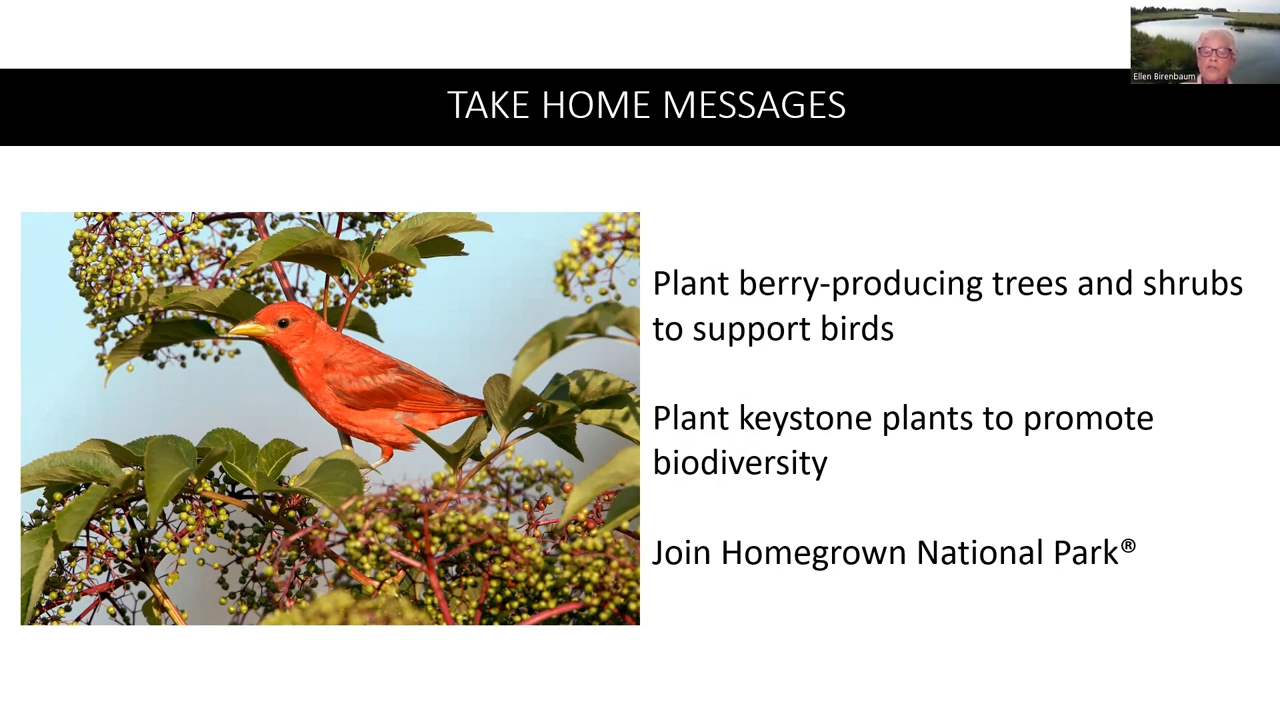 Ellen Birenbaum
TAKE HOME MESSAGES
Plant berry-producing trees and shrubs
to support birds
Plant keystone plants to promote
biodiversity
Join Homegrown National Park®